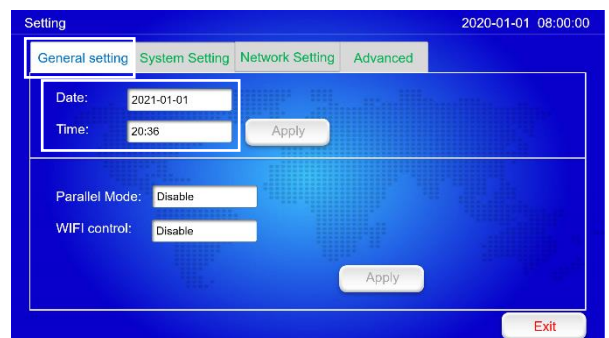 Setting 2020-01-01 08:00:00
General setting System Setting Network Setting Advanced
Date: 2021-01-01
Time: 20:36 Apply
Parallel Mode: Disable
WIFI control: Disable
Apply
Exit